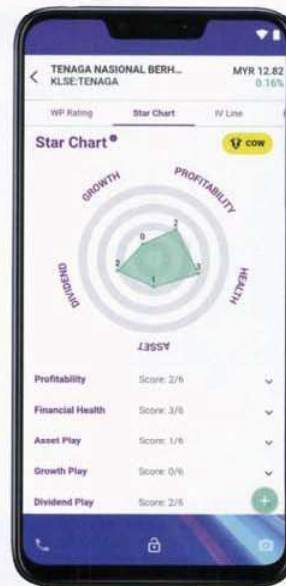 TENAGA NASIONAL BERH...
MYR 12.82
KLSE:TENAGA
0.16%
WP Rating
Star Chart
IV Line
Star Chart
COW
GROWTH
PROFITABILITY
HEALTH
ASSET
DIVIDEND
0
2
3
1
2
Profitability
Score: 2/6
Financial Health
Score: 3/6
Asset Play
Score: 1/6
Growth Play
Score: 0/6
Dividend Play
Score: 2/6